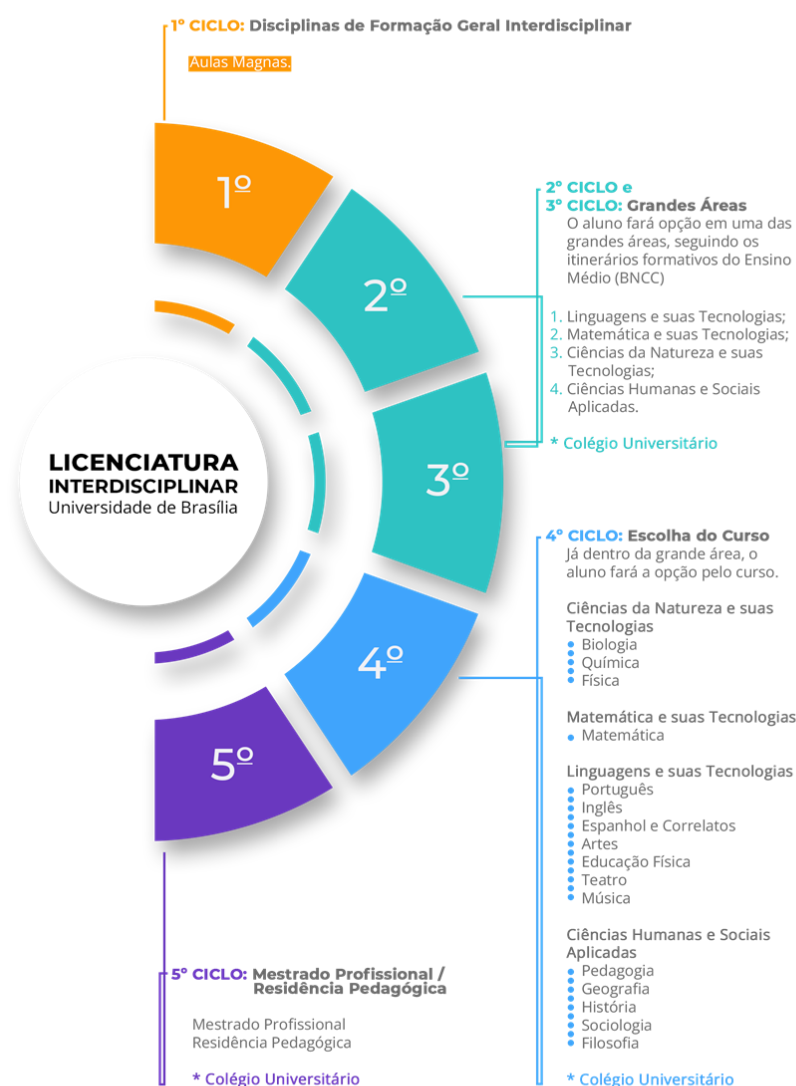 1º CICLO: Disciplinas de Formação Geral Interdisciplinar
Aulas Magnas.
1º
2º
3º
4º
5º
LICENCIATURA
INTERDISCIPLINAR
Universidade de Brasília
2º CICLO e
3º CICLO: Grandes Áreas
O aluno fará opção em uma das
grandes áreas, seguindo os
itinerários formativos do Ensino
Médio (BNCC)
1. Linguagens e suas Tecnologias;
2. Matemática e suas Tecnologias;
3. Ciências da Natureza e suas
Tecnologias;
4. Ciências Humanas e Sociais
Aplicadas.
* Colégio Universitário
4º CICLO: Escolha do Curso
Já dentro da grande área, o
aluno fará a opção pelo curso.
Ciências da Natureza e suas
Tecnologias
Biologia
Química
Física
Matemática e suas Tecnologias
Matemática
Linguagens e suas Tecnologias
Português
Inglês
Espanhol e Correlatos
Artes
Educação Física
Teatro
Música
Ciências Humanas e Sociais
Aplicadas
Pedagogia
Geografia
História
Sociologia
Filosofia
* Colégio Universitário
5º CICLO: Mestrado Profissional /
Residência Pedagógica
Mestrado Profissional
Residência Pedagógica
* Colégio Universitário